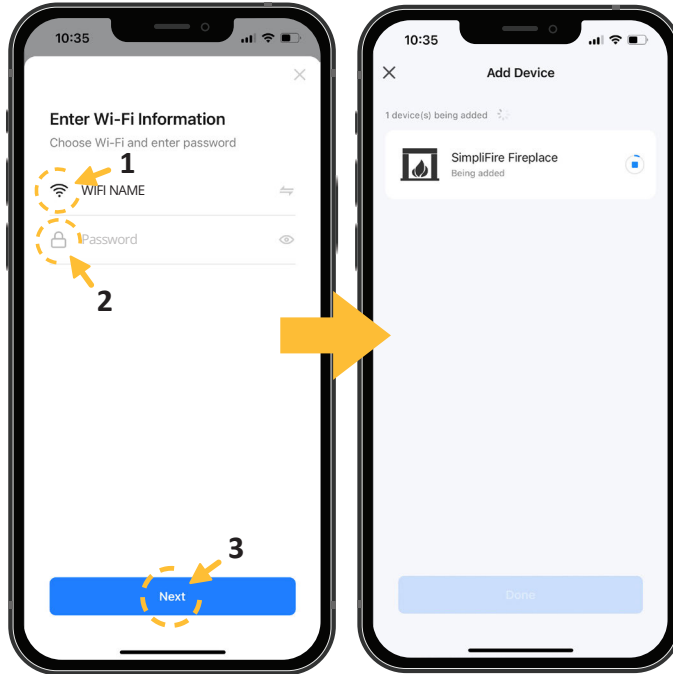 10:35
Enter Wi-Fi Information
Choose Wi-Fi and enter password
1
WIFI NAME
Password
2
3
Next
10:35
Add Device
1 device(s) being added
SimpliFire Fireplace
Being added
Done